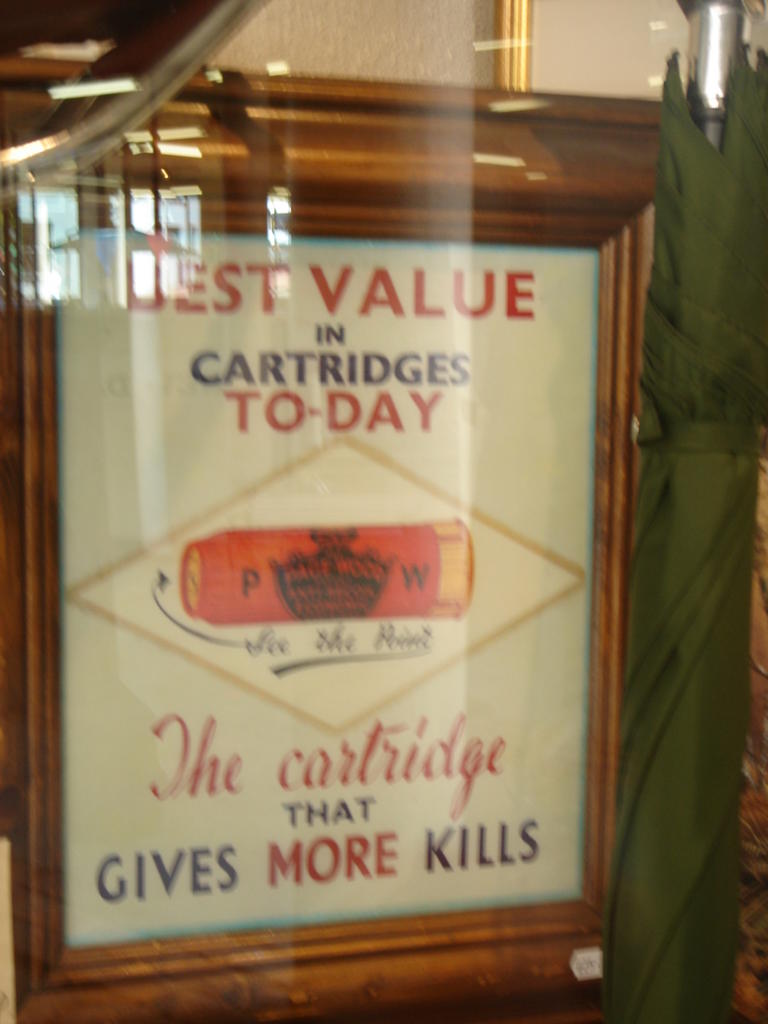 BEST VALUE
IN
CARTRIDGES
TO-DAY
P W
See the Point
The cartridge
THAT
GIVES MORE KILLS